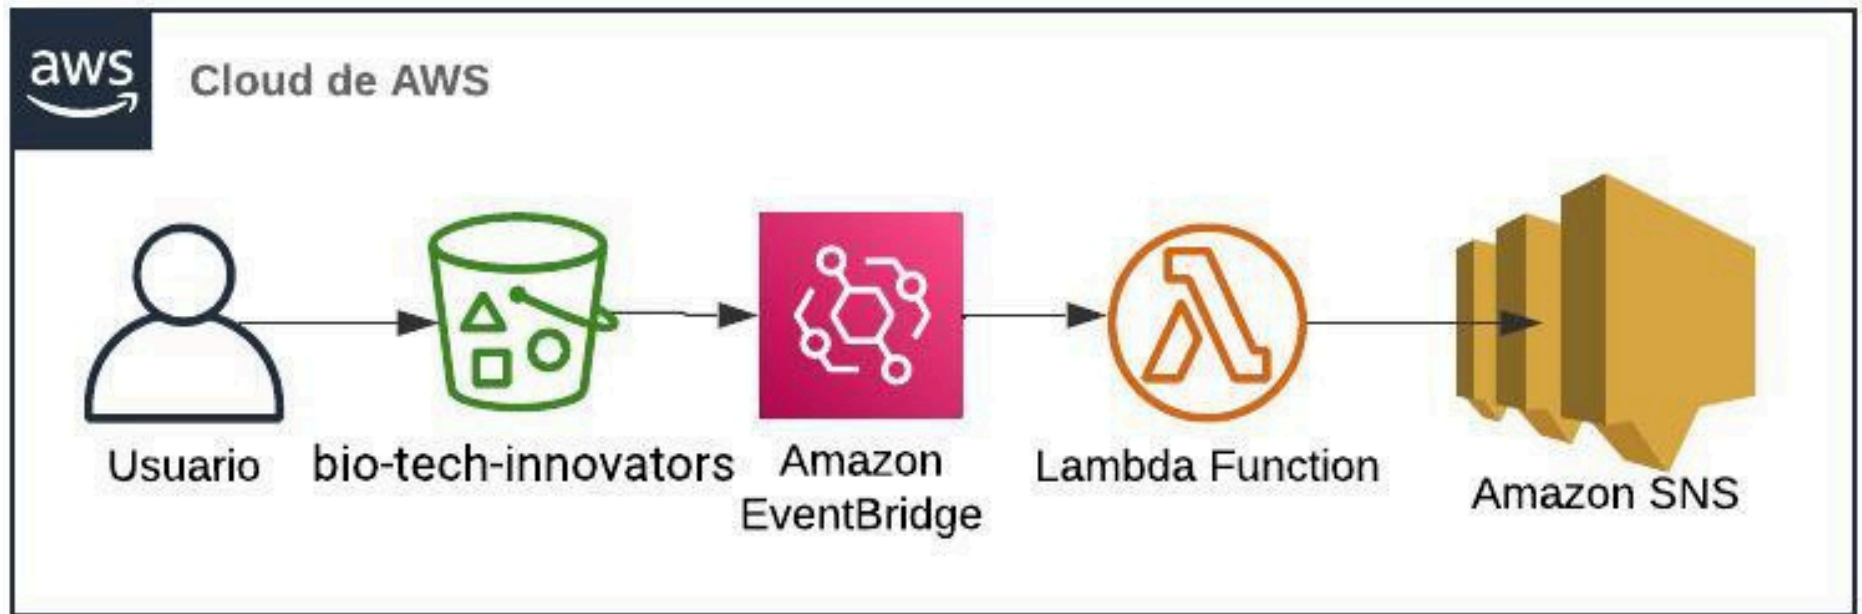 aws
Cloud de AWS
Usuario
bio-tech-innovators
Amazon
EventBridge
Lambda Function
Amazon SNS